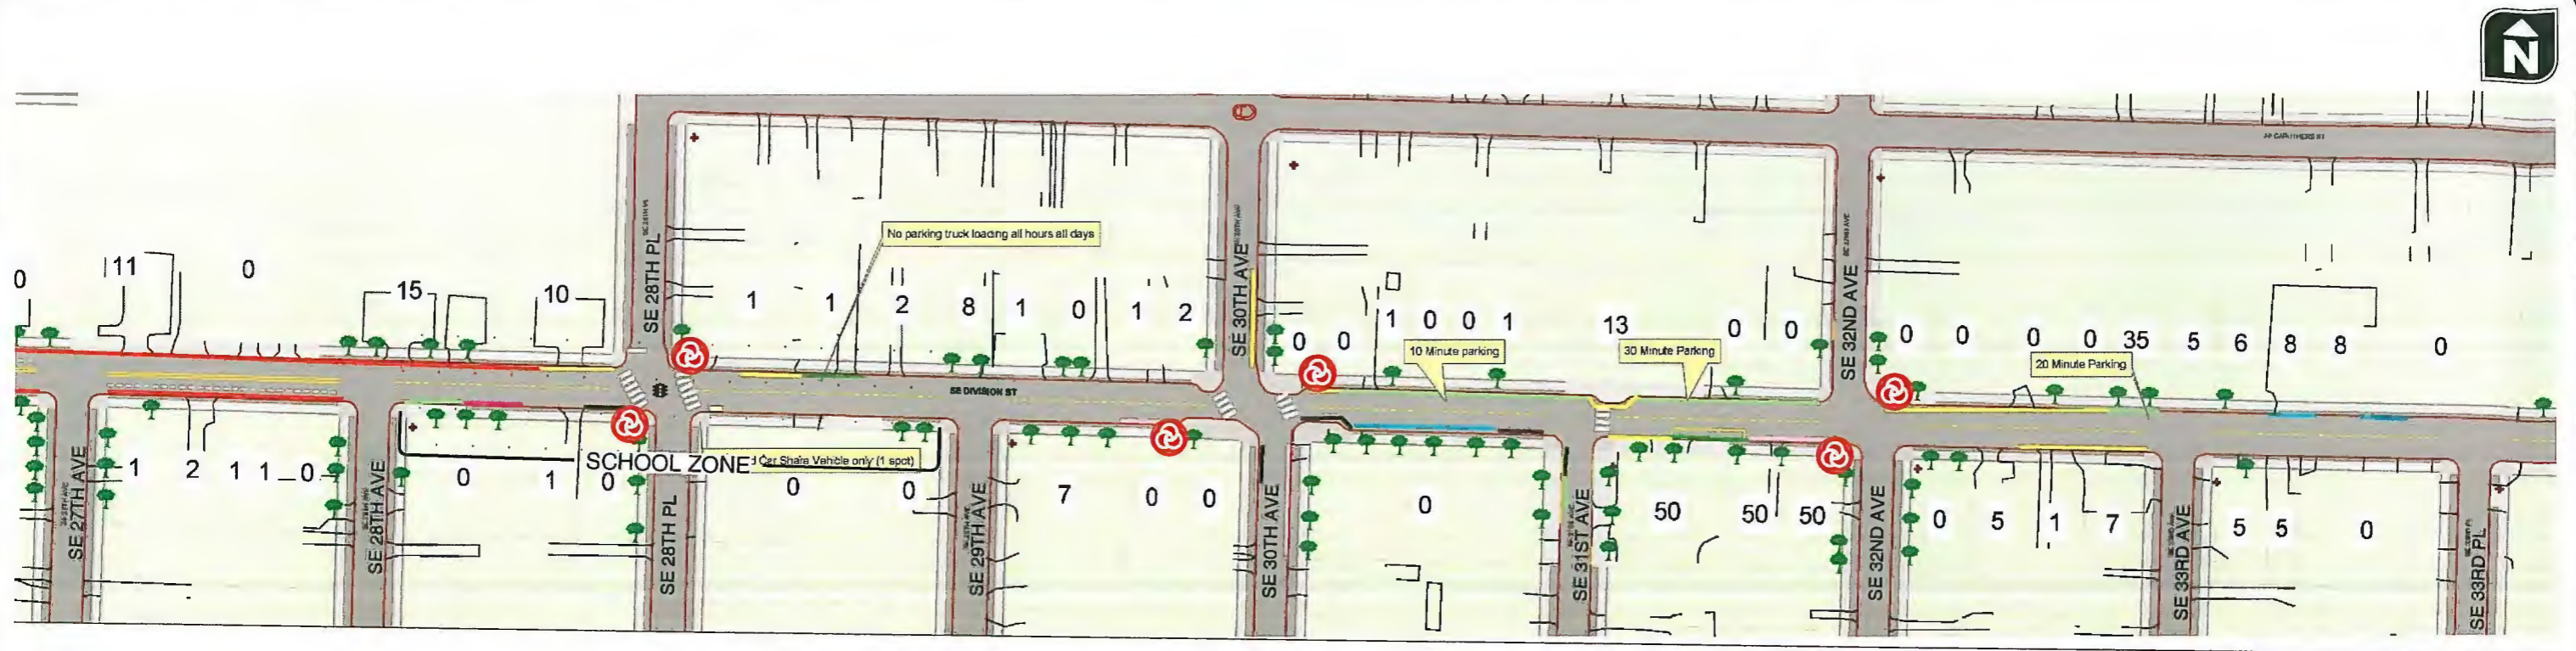 N
SE 28TH PL
No parking truck loading all hours all days
SE 30TH AVE
SE 32ND AVE
0
11
0
15
10
1
1
2
8
1
0
1
2
0
0
1
0
0
1
13
0
0
0
0
0
0
35
5
6
8
8
0
10 Minute parking
30 Minute Parking
20 Minute Parking
SE DIVISION ST
SCHOOL ZONE
Car Share Vehicle only (1 spot)
1
2
1
1
0
0
1
0
0
0
7
0
0
0
50
50
50
0
5
1
7
5
5
0
SE 27TH AVE
SE 28TH AVE
SE 28TH PL
SE 29TH AVE
SE 30TH AVE
SE 31ST AVE
SE 32ND AVE
SE 33RD AVE
SE 33RD PL